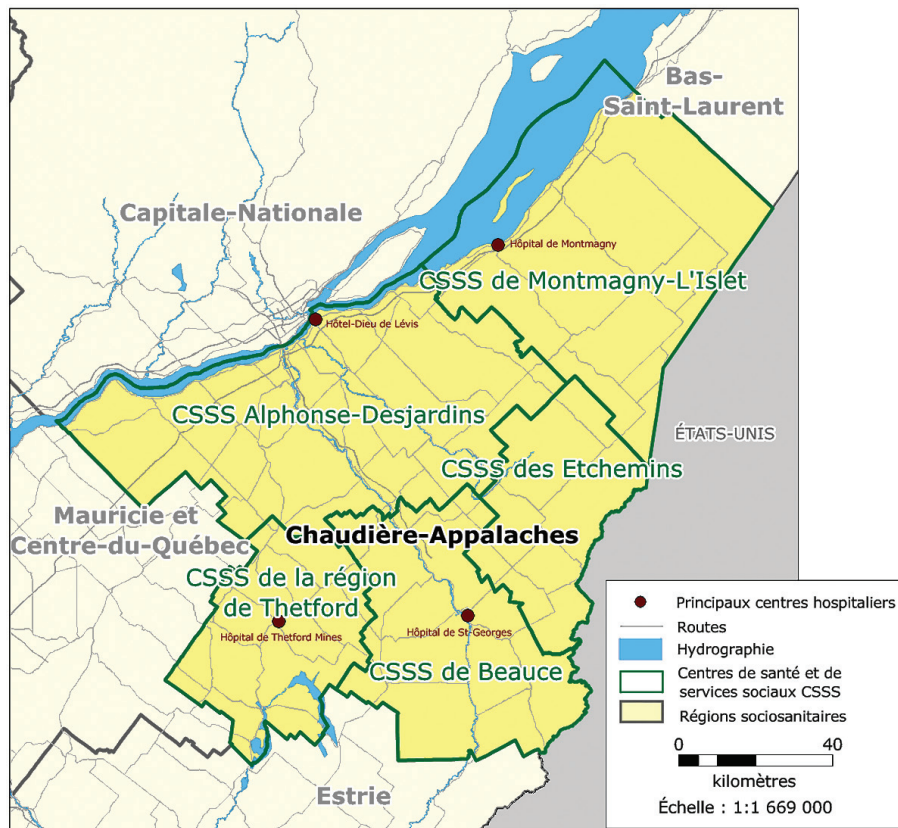 Bas-
Saint-Laurent
Capitale-Nationale
Hôpital de Montmagny
CSSS de Montmagny-L'Islet
Hôtel-Dieu de Lévis
CSSS Alphonse-Desjardins
ÉTATS-UNIS
CSSS des Etchemins
Mauricie et
Centre-du-Québec
Chaudière-Appalaches
CSSS de la région
de Thetford
Hôpital de Thetford Mines
Hôpital de St-Georges
CSSS de Beauce
Estrie
Principaux centres hospitaliers
Routes
Hydrographie
Centres de santé et de
services sociaux CSSS
Régions sociosanitaires
0 40
kilomètres
Échelle : 1:1 669 000